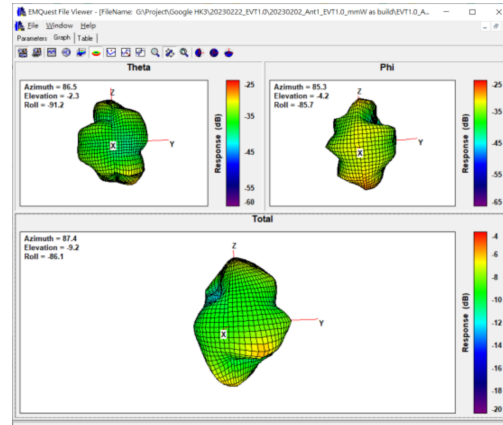 EMQuest File Viewer - [FileName: G:\Project\Google HK3\20230222_EVT1.0\20230202_Ant1_EVT1.0_mmW as build\EVT1.0_A...
File Window Help
Parameters Graph Table
Theta
Azimuth = 86.5
Elevation = -2.3
Roll = -91.2
Z
Y
X
Response (dB)
-25
-35
-45
-55
-60
Phi
Azimuth = 85.3
Elevation = -4.2
Roll = -85.7
Z
Y
X
Response (dB)
-25
-35
-45
-55
-65
Total
Azimuth = 87.4
Elevation = -9.2
Roll = -86.1
Z
Y
X
Response (dB)
-4
-6
-8
-10
-12
-14
-16
-18
-20